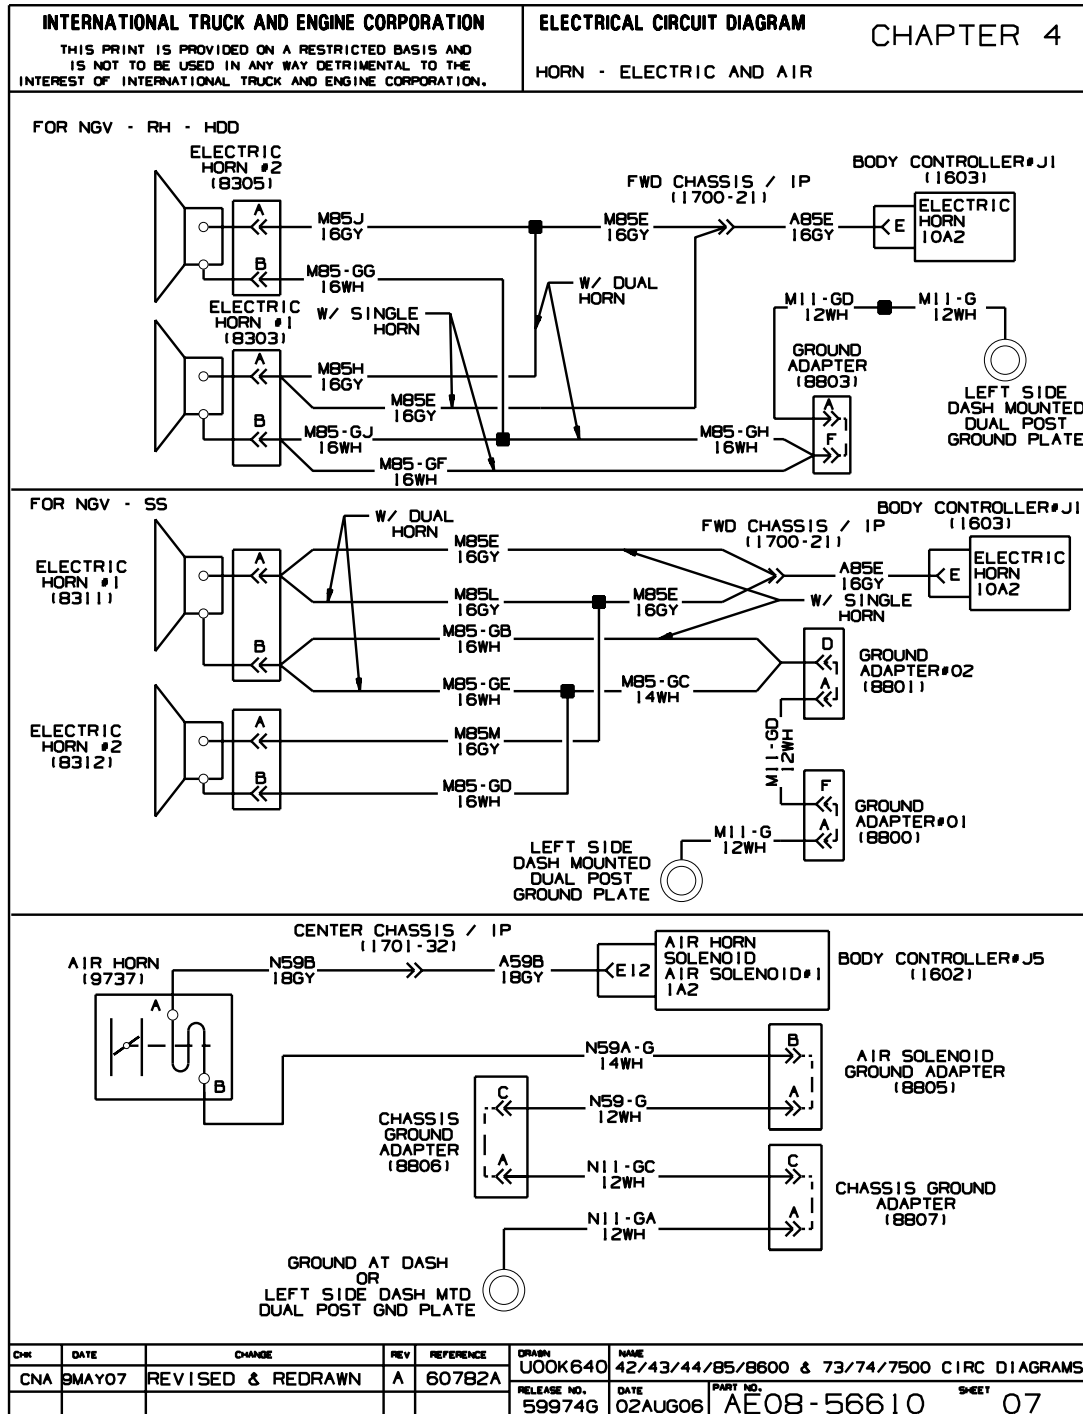 INTERNATIONAL TRUCK AND ENGINE CORPORATION
THIS PRINT IS PROVIDED ON A RESTRICTED BASIS AND
IS NOT TO BE USED IN ANY WAY DETRIMENTAL TO THE
INTEREST OF INTERNATIONAL TRUCK AND ENGINE CORPORATION.
ELECTRICAL CIRCUIT DIAGRAM
HORN - ELECTRIC AND AIR
CHAPTER 4
FOR NGV - RH - HDD
ELECTRIC
HORN #2
(8305)
A
B
M85J
16GY
M85-GG
16WH
FWD CHASSIS / IP
(1700-21)
M85E
16GY
A85E
16GY
BODY CONTROLLER#J1
(1603)
E
ELECTRIC
HORN
10A2
W/ DUAL
HORN
W/ SINGLE
HORN
ELECTRIC
HORN #1
(8303)
A
B
M85H
16GY
M85E
16GY
M85-GJ
16WH
M85-GF
16WH
M85-GH
16WH
M11-GD
12WH
M11-G
12WH
GROUND
ADAPTER
(8803)
A
F
LEFT SIDE
DASH MOUNTED
DUAL POST
GROUND PLATE
FOR NGV - SS
W/ DUAL
HORN
ELECTRIC
HORN #1
(8311)
A
B
M85E
16GY
M85L
16GY
M85E
16GY
FWD CHASSIS / IP
(1700-21)
BODY CONTROLLER#J1
(1603)
A85E
16GY
E
ELECTRIC
HORN
10A2
W/ SINGLE
HORN
M85-GB
16WH
M85-GE
16WH
M85-GC
14WH
D
A
GROUND
ADAPTER#02
(8801)
ELECTRIC
HORN #2
(8312)
A
B
M85M
16GY
M85-GD
16WH
M11-GD
12WH
F
A
GROUND
ADAPTER#01
(8800)
M11-G
12WH
LEFT SIDE
DASH MOUNTED
DUAL POST
GROUND PLATE
CENTER CHASSIS / IP
(1701-32)
AIR HORN
(9737)
A
B
N59B
18GY
A59B
18GY
E12
AIR HORN
SOLENOID
AIR SOLENOID#1
1A2
BODY CONTROLLER#J5
(1602)
N59A-G
14WH
B
A
AIR SOLENOID
GROUND ADAPTER
(8805)
N59-G
12WH
CHASSIS
GROUND
ADAPTER
(8806)
C
A
N11-GC
12WH
N11-GA
12WH
C
A
CHASSIS GROUND
ADAPTER
(8807)
GROUND AT DASH
OR
LEFT SIDE DASH MTD
DUAL POST GND PLATE
CHK DATE CHANGE REV REFERENCE
CNA 9MAY07 REVISED & REDRAWN A 60782A
DRAWN
U00K640
NAME
42/43/44/85/8600 & 73/74/7500 CIRC DIAGRAMS
RELEASE NO.
59974G
DATE
02AUG06
PART NO.
AE08-56610
SHEET
07